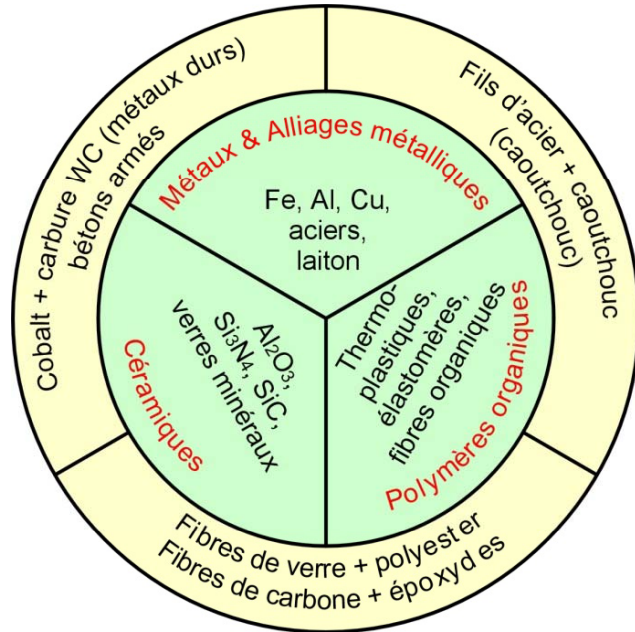 Cobalt + carbure WC (métaux durs)
bétons armés
Fils d'acier + caoutchouc
(caoutchouc)
Métaux & Alliages métalliques
Fe, Al, Cu,
aciers,
laiton
Céramiques
Al2O3,
Si3N4, SiC,
verres minéraux
Thermo-
plastiques,
élastomères,
fibres organiques
Polymères organiques
Fibres de verre + polyester
Fibres de carbone + époxydes